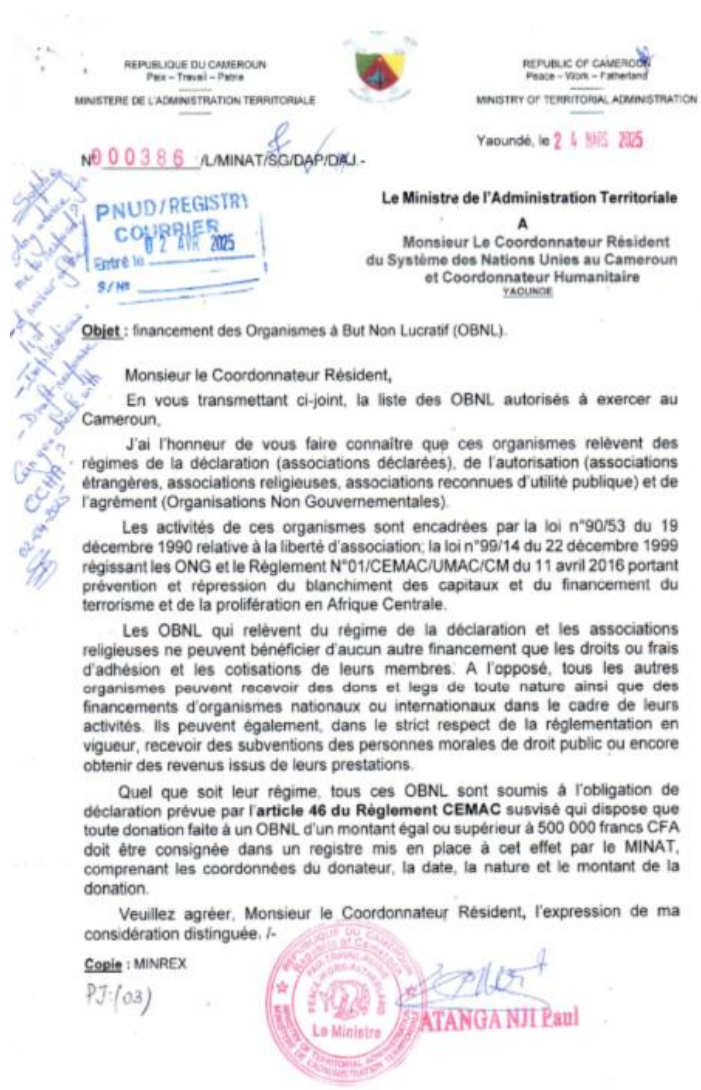 REPUBLIQUE DU CAMEROUN
Paix – Travail – Patrie
MINISTERE DE L'ADMINISTRATION TERRITORIALE
REPUBLIC OF CAMEROON
Peace – Work – Fatherland
MINISTRY OF TERRITORIAL ADMINISTRATION
N° 000386 /L/MINAT/SG/DAP/DAJ.-
Yaoundé, le 24 MARS 2025
PNUD/REGISTRY
COURRIER
02 AVR 2025
Entré le
S/N°
Le Ministre de l'Administration Territoriale
A
Monsieur Le Coordonnateur Résident
du Système des Nations Unies au Cameroun
et Coordonnateur Humanitaire
YAOUNDE
Objet : financement des Organismes à But Non Lucratif (OBNL).
Monsieur le Coordonnateur Résident,
En vous transmettant ci-joint, la liste des OBNL autorisés à exercer au
Cameroun,
J'ai l'honneur de vous faire connaître que ces organismes relèvent des
régimes de la déclaration (associations déclarées), de l'autorisation (associations
étrangères, associations religieuses, associations reconnues d'utilité publique) et de
l'agrément (Organisations Non Gouvernementales).
Les activités de ces organismes sont encadrées par la loi n°90/53 du 19
décembre 1990 relative à la liberté d'association; la loi n°99/14 du 22 décembre 1999
régissant les ONG et le Règlement N°01/CEMAC/UMAC/CM du 11 avril 2016 portant
prévention et répression du blanchiment des capitaux et du financement du
terrorisme et de la prolifération en Afrique Centrale.
Les OBNL qui relèvent du régime de la déclaration et les associations
religieuses ne peuvent bénéficier d'aucun autre financement que les droits ou frais
d'adhésion et les cotisations de leurs membres. A l'opposé, tous les autres
organismes peuvent recevoir des dons et legs de toute nature ainsi que des
financements d'organismes nationaux ou internationaux dans le cadre de leurs
activités. Ils peuvent également, dans le strict respect de la règlementation en
vigueur, recevoir des subventions des personnes morales de droit public ou encore
obtenir des revenus issus de leurs prestations.
Quel que soit leur régime, tous ces OBNL sont soumis à l'obligation de
déclaration prévue par l'article 46 du Règlement CEMAC susvisé qui dispose que
toute donation faite à un OBNL d'un montant égal ou supérieur à 500 000 francs CFA
doit être consignée dans un registre mis en place à cet effet par le MINAT,
comprenant les coordonnées du donateur, la date, la nature et le montant de la
donation.
Veuillez agréer, Monsieur le Coordonnateur Résident, l'expression de ma
considération distinguée. /-
Copie : MINREX
PJ:(03)
Le Ministre
ATANGA NJI Paul
list
- Implications
- Draft response
Can you check with
CCHA?
02-04-2025